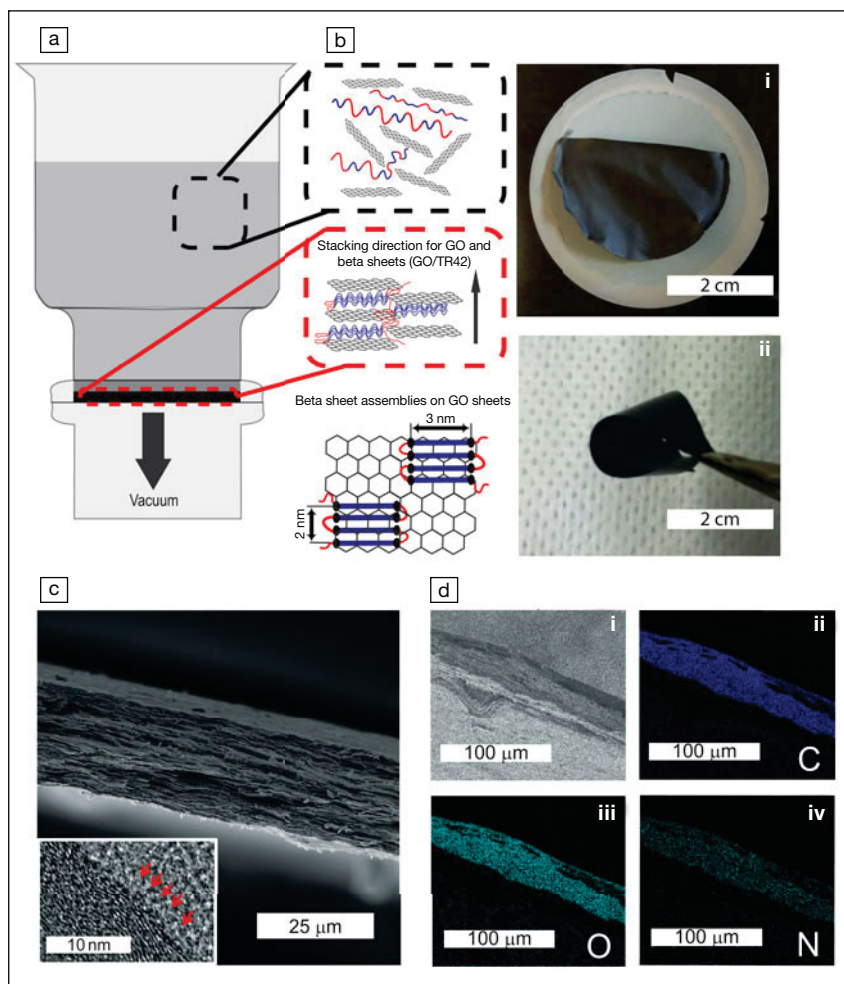 a
b
i
Stacking direction for GO and
beta sheets (GO/TR42)
2 cm
ii
Beta sheet assemblies on GO sheets
3 nm
2 nm
Vacuum
2 cm
c
d
i
ii
100 μm
100 μm
C
iii
iv
10 nm
25 μm
100 μm
O
100 μm
N